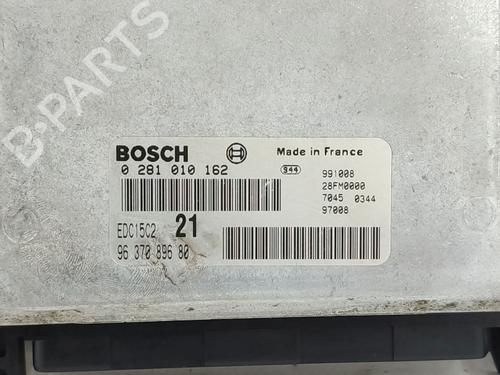 B-PARTS
BOSCH
Made in France
0 281 010 162
944
991008
28FM0000
7045 0344
97008
EDC15C2 21
96 370 896 80